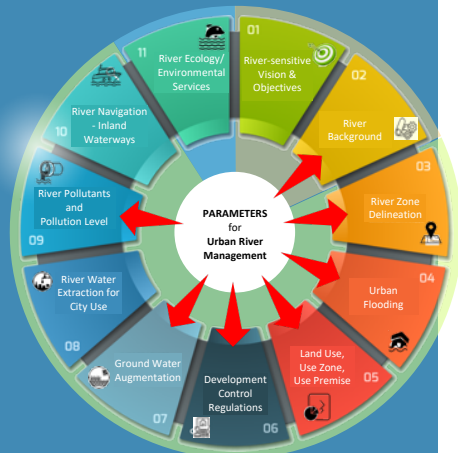 PARAMETERS
for
Urban River
Management
01
River-sensitive
Vision &
Objectives
02
River
Background
03
River Zone
Delineation
04
Urban
Flooding
05
Land Use,
Use Zone,
Use Premise
06
Development
Control
Regulations
07
Ground Water
Augmentation
08
River Water
Extraction for
City Use
09
River Pollutants
and
Pollution Level
10
River Navigation
- Inland
Waterways
11
River Ecology/
Environmental
Services